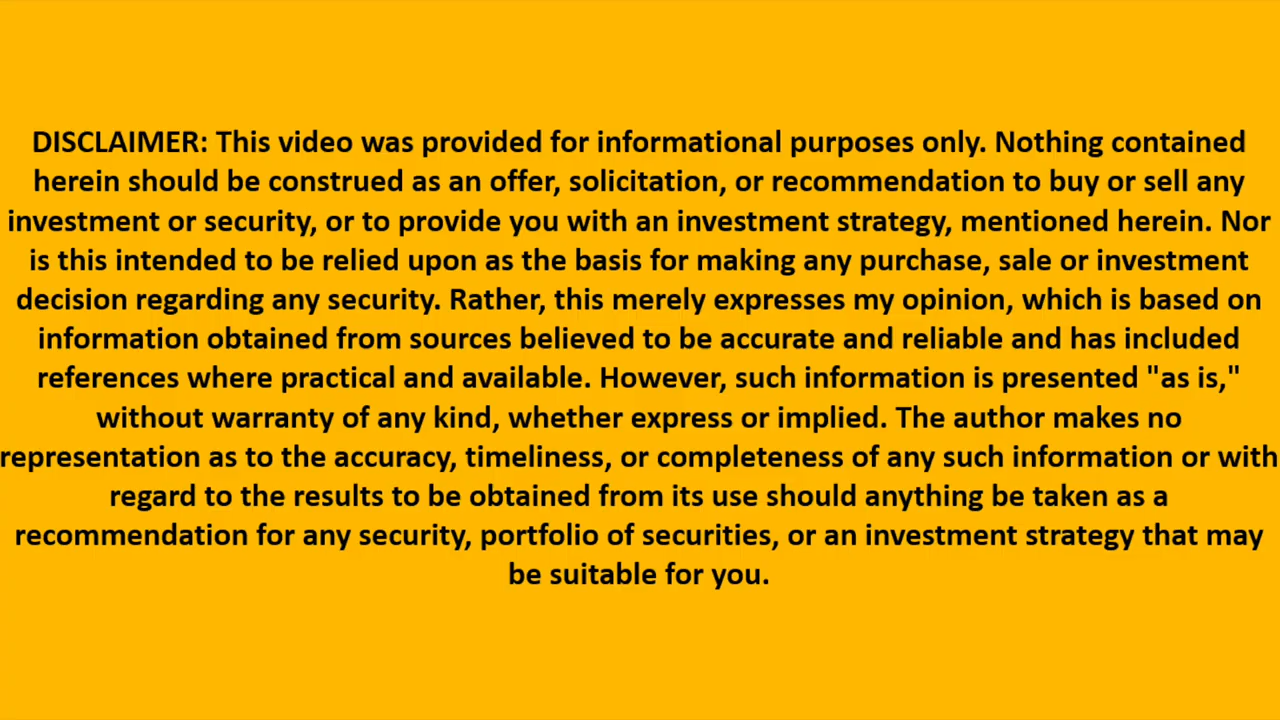 DISCLAIMER: This video was provided for informational purposes only. Nothing contained
herein should be construed as an offer, solicitation, or recommendation to buy or sell any
investment or security, or to provide you with an investment strategy, mentioned herein. Nor
is this intended to be relied upon as the basis for making any purchase, sale or investment
decision regarding any security. Rather, this merely expresses my opinion, which is based on
information obtained from sources believed to be accurate and reliable and has included
references where practical and available. However, such information is presented "as is,"
without warranty of any kind, whether express or implied. The author makes no
representation as to the accuracy, timeliness, or completeness of any such information or with
regard to the results to be obtained from its use should anything be taken as a
recommendation for any security, portfolio of securities, or an investment strategy that may
be suitable for you.